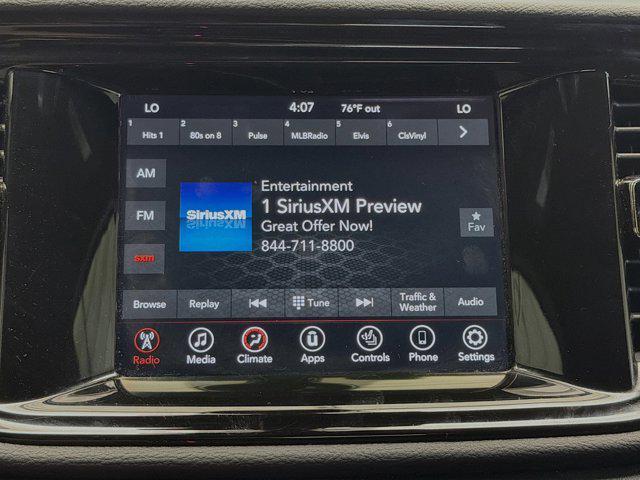 LO 4:07 76°F out LO
1 Hits 1 2 80s on 8 3 Pulse 4 MLBRadio 5 Elvis 6 ClsVinyl
AM
FM
sxm
SiriusXM
Entertainment
1 SiriusXM Preview
Great Offer Now!
844-711-8800
Fav
Browse Replay Tune Traffic & Weather Audio
Radio Media Climate Apps Controls Phone Settings